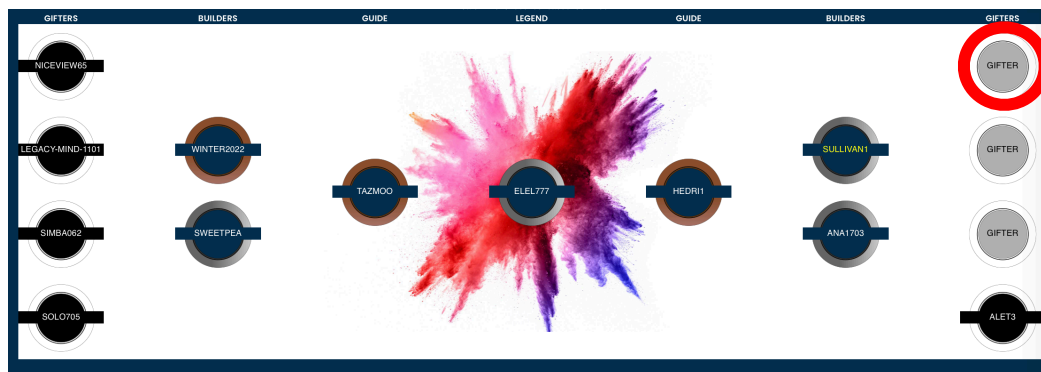 GIFTERS BUILDERS GUIDE LEGEND GUIDE BUILDERS GIFTERS
NICEVIEW65 GIFTER
LEGACY-MIND-1101 WINTER2022 SULLIVAN1 GIFTER
TAZMOO ELEL777 HEDRI1
SIMBA062 SWEETPEA ANA1703 GIFTER
SOLO705 ALET3